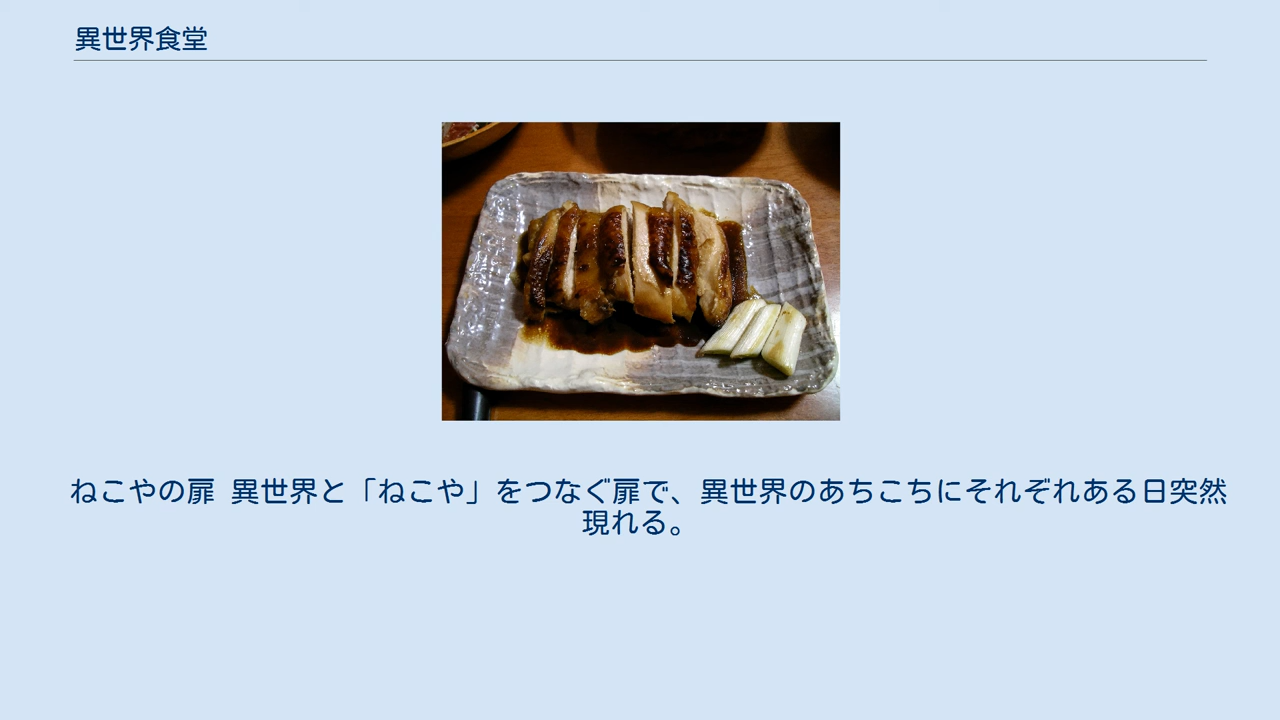 異世界食堂
ねこやの扉 異世界と「ねこや」をつなぐ扉で、異世界のあちこちにそれぞれある日突然
現れる。